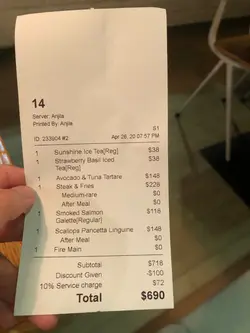 14
Server: Anjila
Printed By: Anjila
91
ID: 233904 #2 Apr 28, 20 07:57 PM
1 Sunshine Ice Tea[Reg] $38
1 Strawberry Basil Iced $38
Tea[Reg]
1 Avocado & Tuna Tartare $148
1 Steak & Fries $228
Medium-rare $0
After Meal $0
1 Smoked Salmon $118
Galette[Regular]
1 Scallops Pancetta Linguine $148
After Meal $0
1 Fire Main $0
Subtotal $718
Discount Given -$100
10% Service charge $72
Total $690